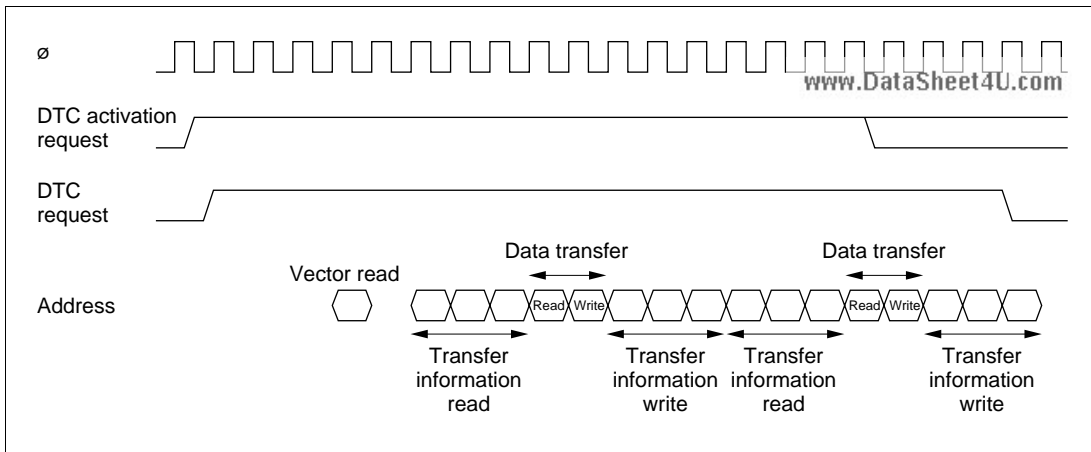 ø
www.DataSheet4U.com
DTC activation
request
DTC
request
Data transfer
Data transfer
Vector read
Address
Read
Write
Read
Write
Transfer
information
read
Transfer
information
write
Transfer
information
read
Transfer
information
write